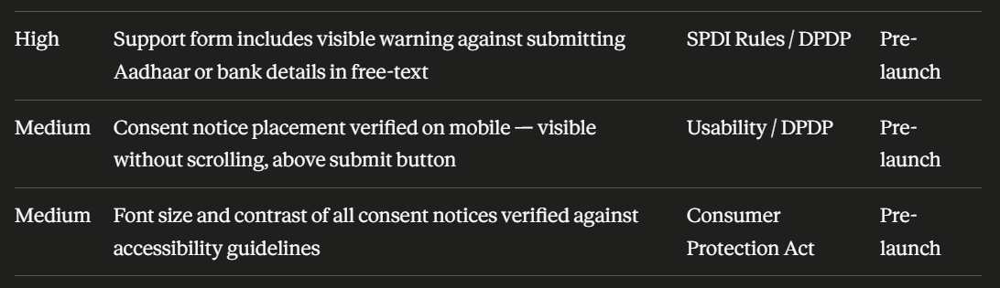 High Support form includes visible warning against submitting SPDI Rules / DPDP Pre-
Aadhaar or bank details in free-text launch
Medium Consent notice placement verified on mobile — visible Usability / DPDP Pre-
without scrolling, above submit button launch
Medium Font size and contrast of all consent notices verified against Consumer Pre-
accessibility guidelines Protection Act launch